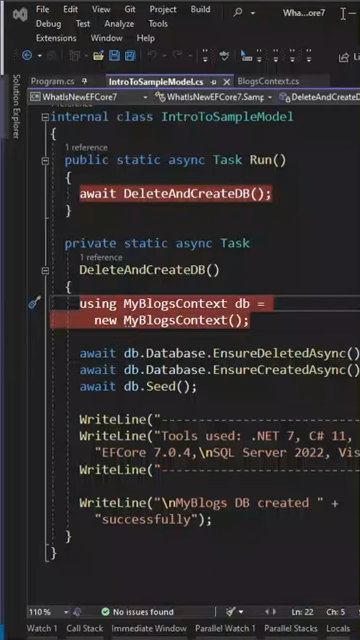 File Edit View Git Project Build
Wha...ore7
Debug Test Analyze Tools
Extensions Window Help
Program.cs IntroToSampleModel.cs BlogsContext.cs
WhatIsNewEFCore7 WhatIsNewEFCore7.Samp DeleteAndCreateD
Solution Explorer
internal class IntroToSampleModel
{
1 reference
public static async Task Run()
{
await DeleteAndCreateDB();
}
private static async Task
1 reference
DeleteAndCreateDB()
{
using MyBlogsContext db =
new MyBlogsContext();
await db.Database.EnsureDeletedAsync()
await db.Database.EnsureCreatedAsync()
await db.Seed();
WriteLine("-----------------------------
WriteLine("Tools used: .NET 7, C# 11,
"EFCore 7.0.4,\nSQL Server 2022, Vis
WriteLine("-----------------------------
WriteLine("\nMyBlogs DB created " +
"successfully");
}
}
110 % No issues found Ln: 22 Ch: 5
Watch 1 Call Stack Immediate Window Parallel Watch 1 Parallel Stacks Locals